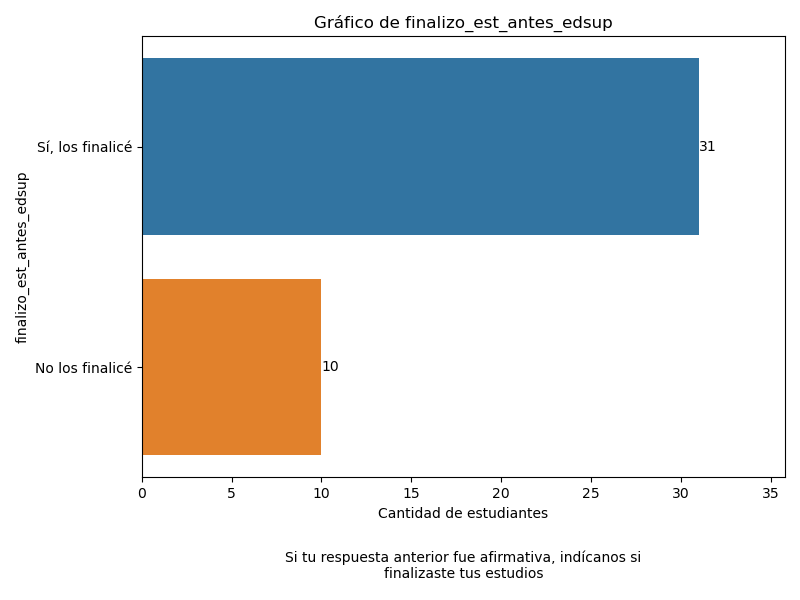 Gráfico de finalizo_est_antes_edsup
finalizo_est_antes_edsup
Sí, los finalicé
31
No los finalicé
10
0 5 10 15 20 25 30 35
Cantidad de estudiantes
Si tu respuesta anterior fue afirmativa, indícanos si
finalizaste tus estudios